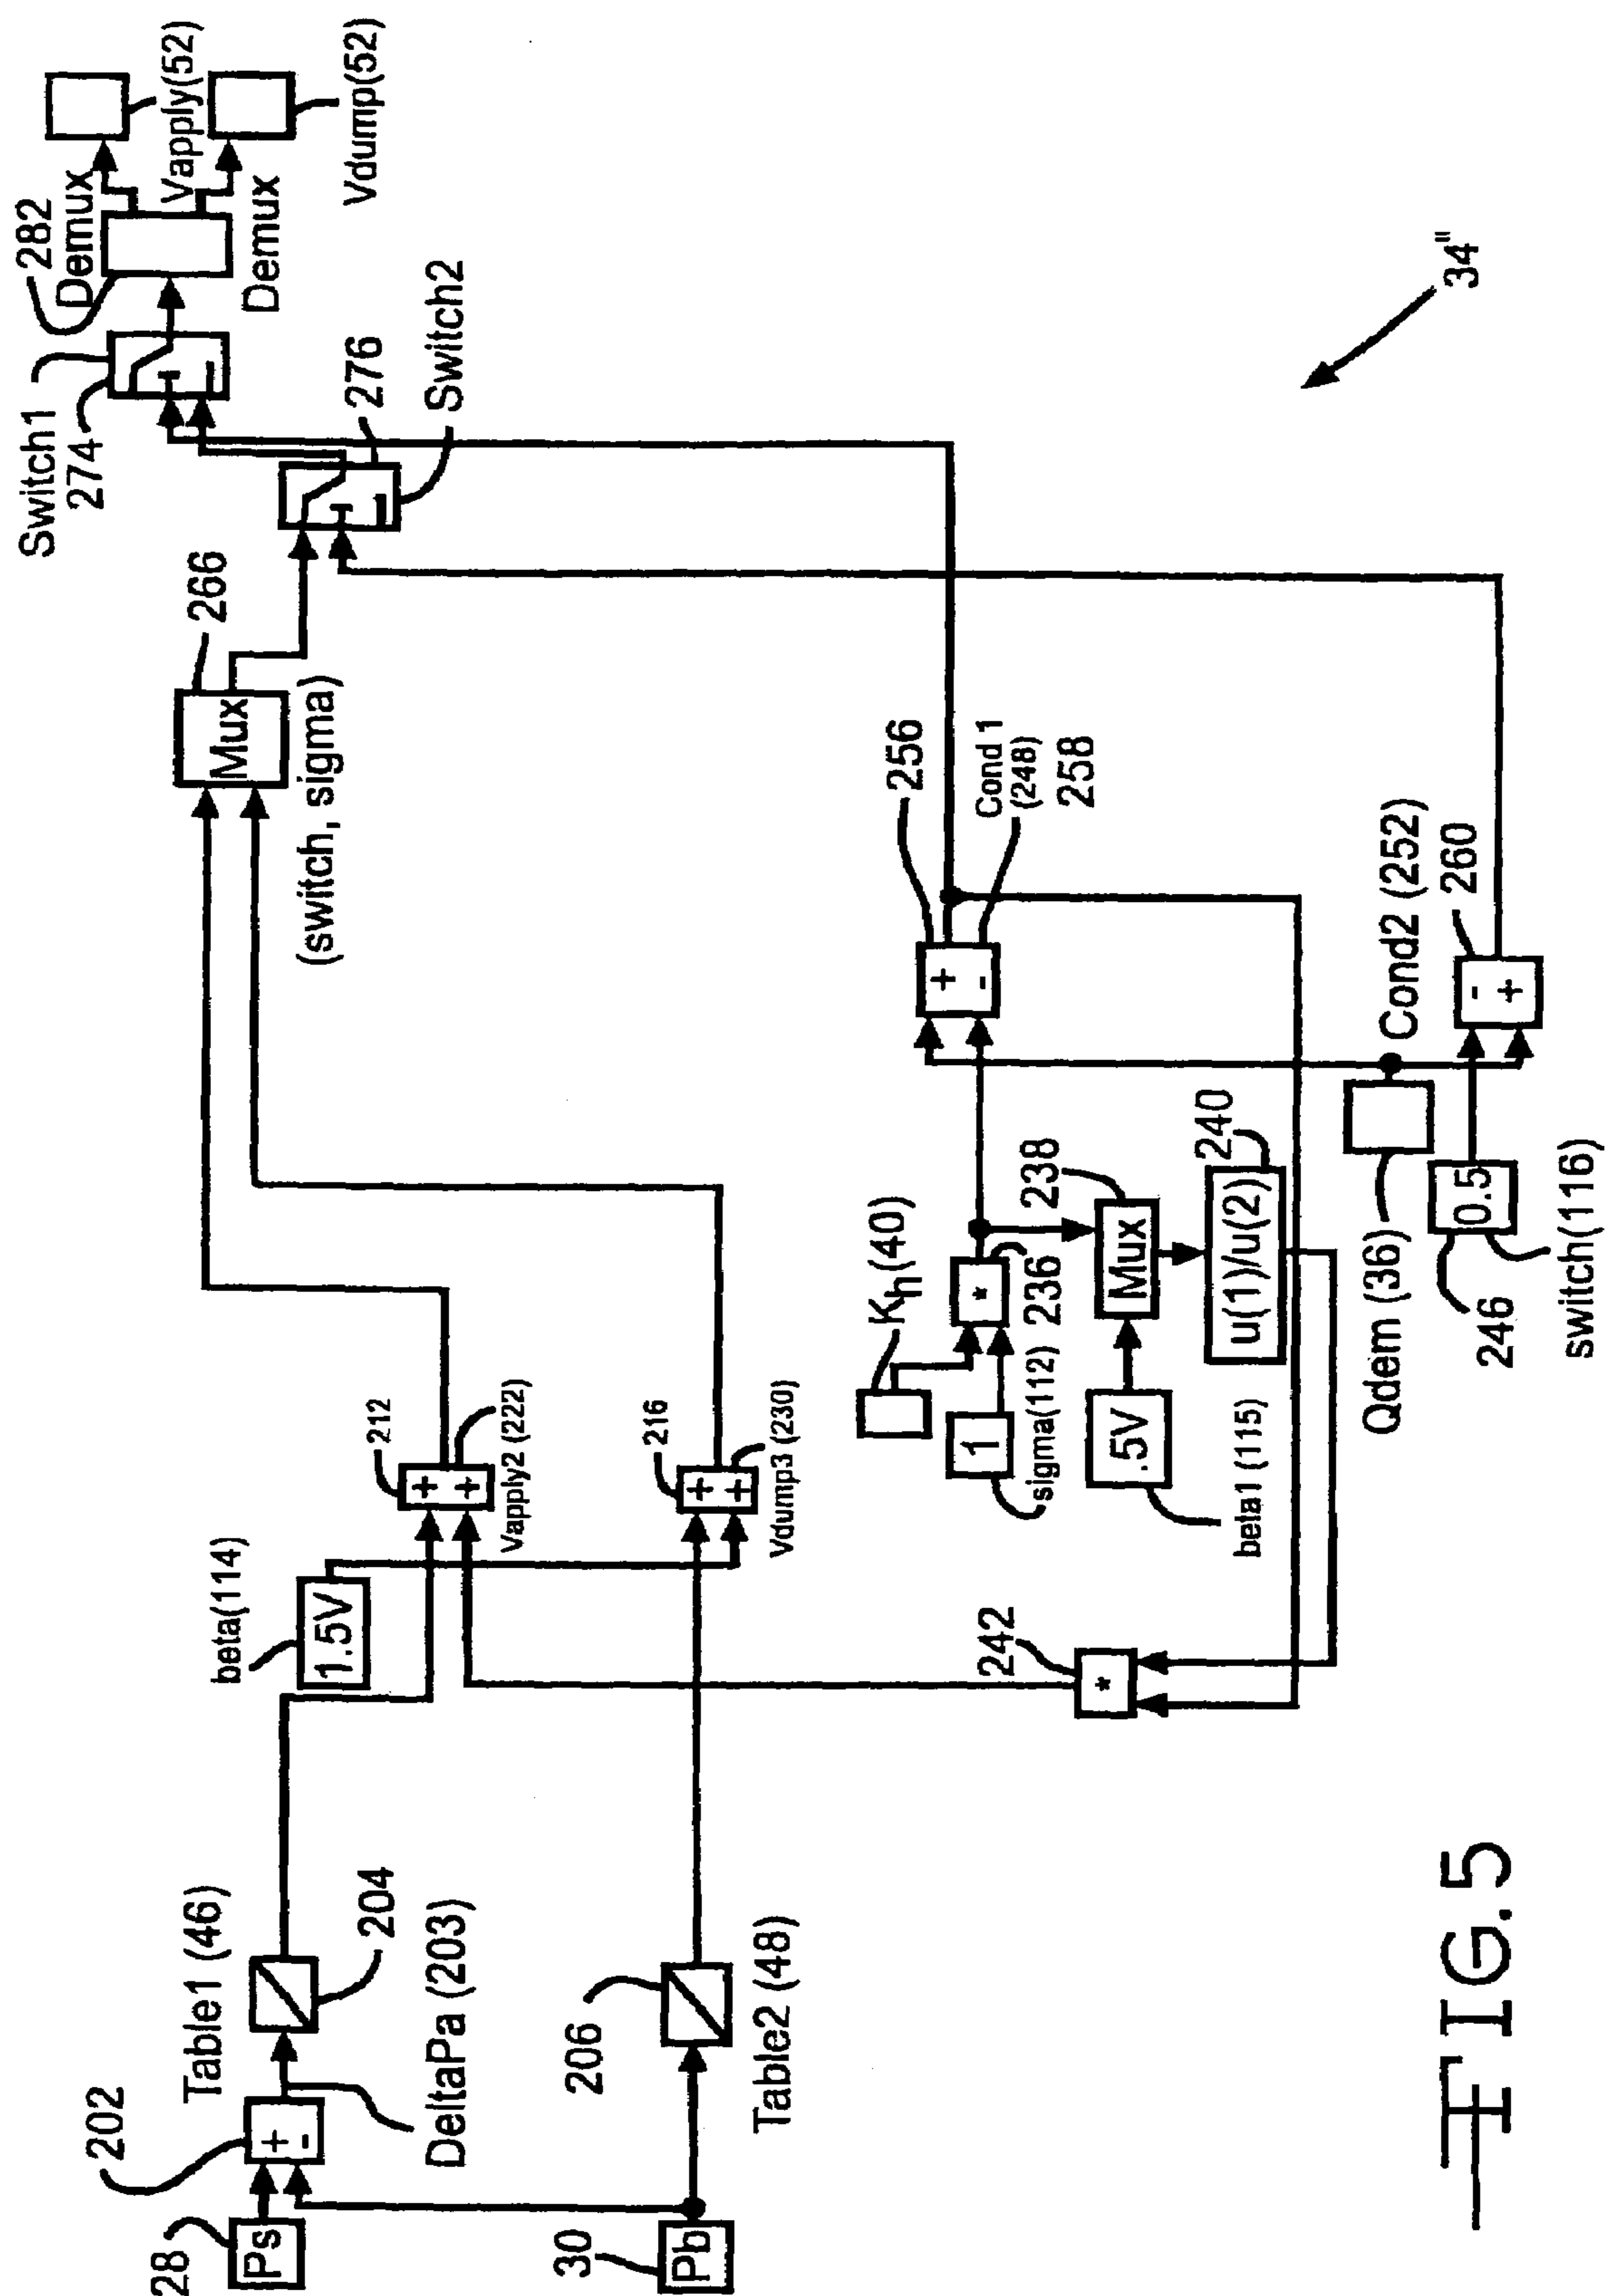 28
Ps
202
+
-
Table1 (46)
204
DeltaPa (203)
30
Pb
206
Table2 (48)
beta(114)
1.5V
212
+
+
Vapply2 (222)
216
+
+
Vdump3 (230)
242
*
Kh(40)
*
236
1
sigma(112)
238
Mux
.5V
beta1 (115)
240
u(1)/u(2)
Qdem (36)
0.5
246
switch(116)
256
+
-
Cond 1
(248)
258
Cond2 (252)
260
-
+
266
Mux
(switch, sigma)
Switch1
274
276
Switch2
282
Demux
Demux
Vapply(52)
Vdump(52)
34"
FIG. 5